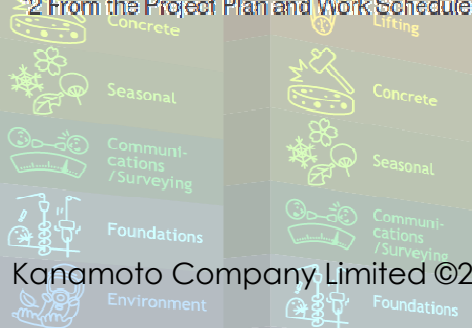 2 From the Project Plan and Work Schedule
Concrete
Lifting
Seasonal
Concrete
Communi-
cations
/Surveying
Seasonal
Foundations
Communi-
cations
/Surveying
Kanamoto Company Limited ©2
Environment
Foundations